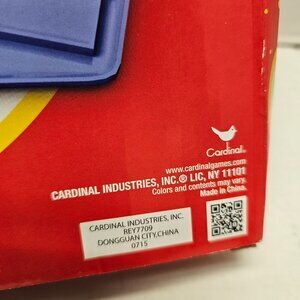 Cardinal®
www.cardinalgames.com
CARDINAL INDUSTRIES, INC.® LIC, NY 11101
Colors and contents may vary.
Made in China.
CARDINAL INDUSTRIES, INC.
REY7709
DONGGUAN CITY,CHINA
0715